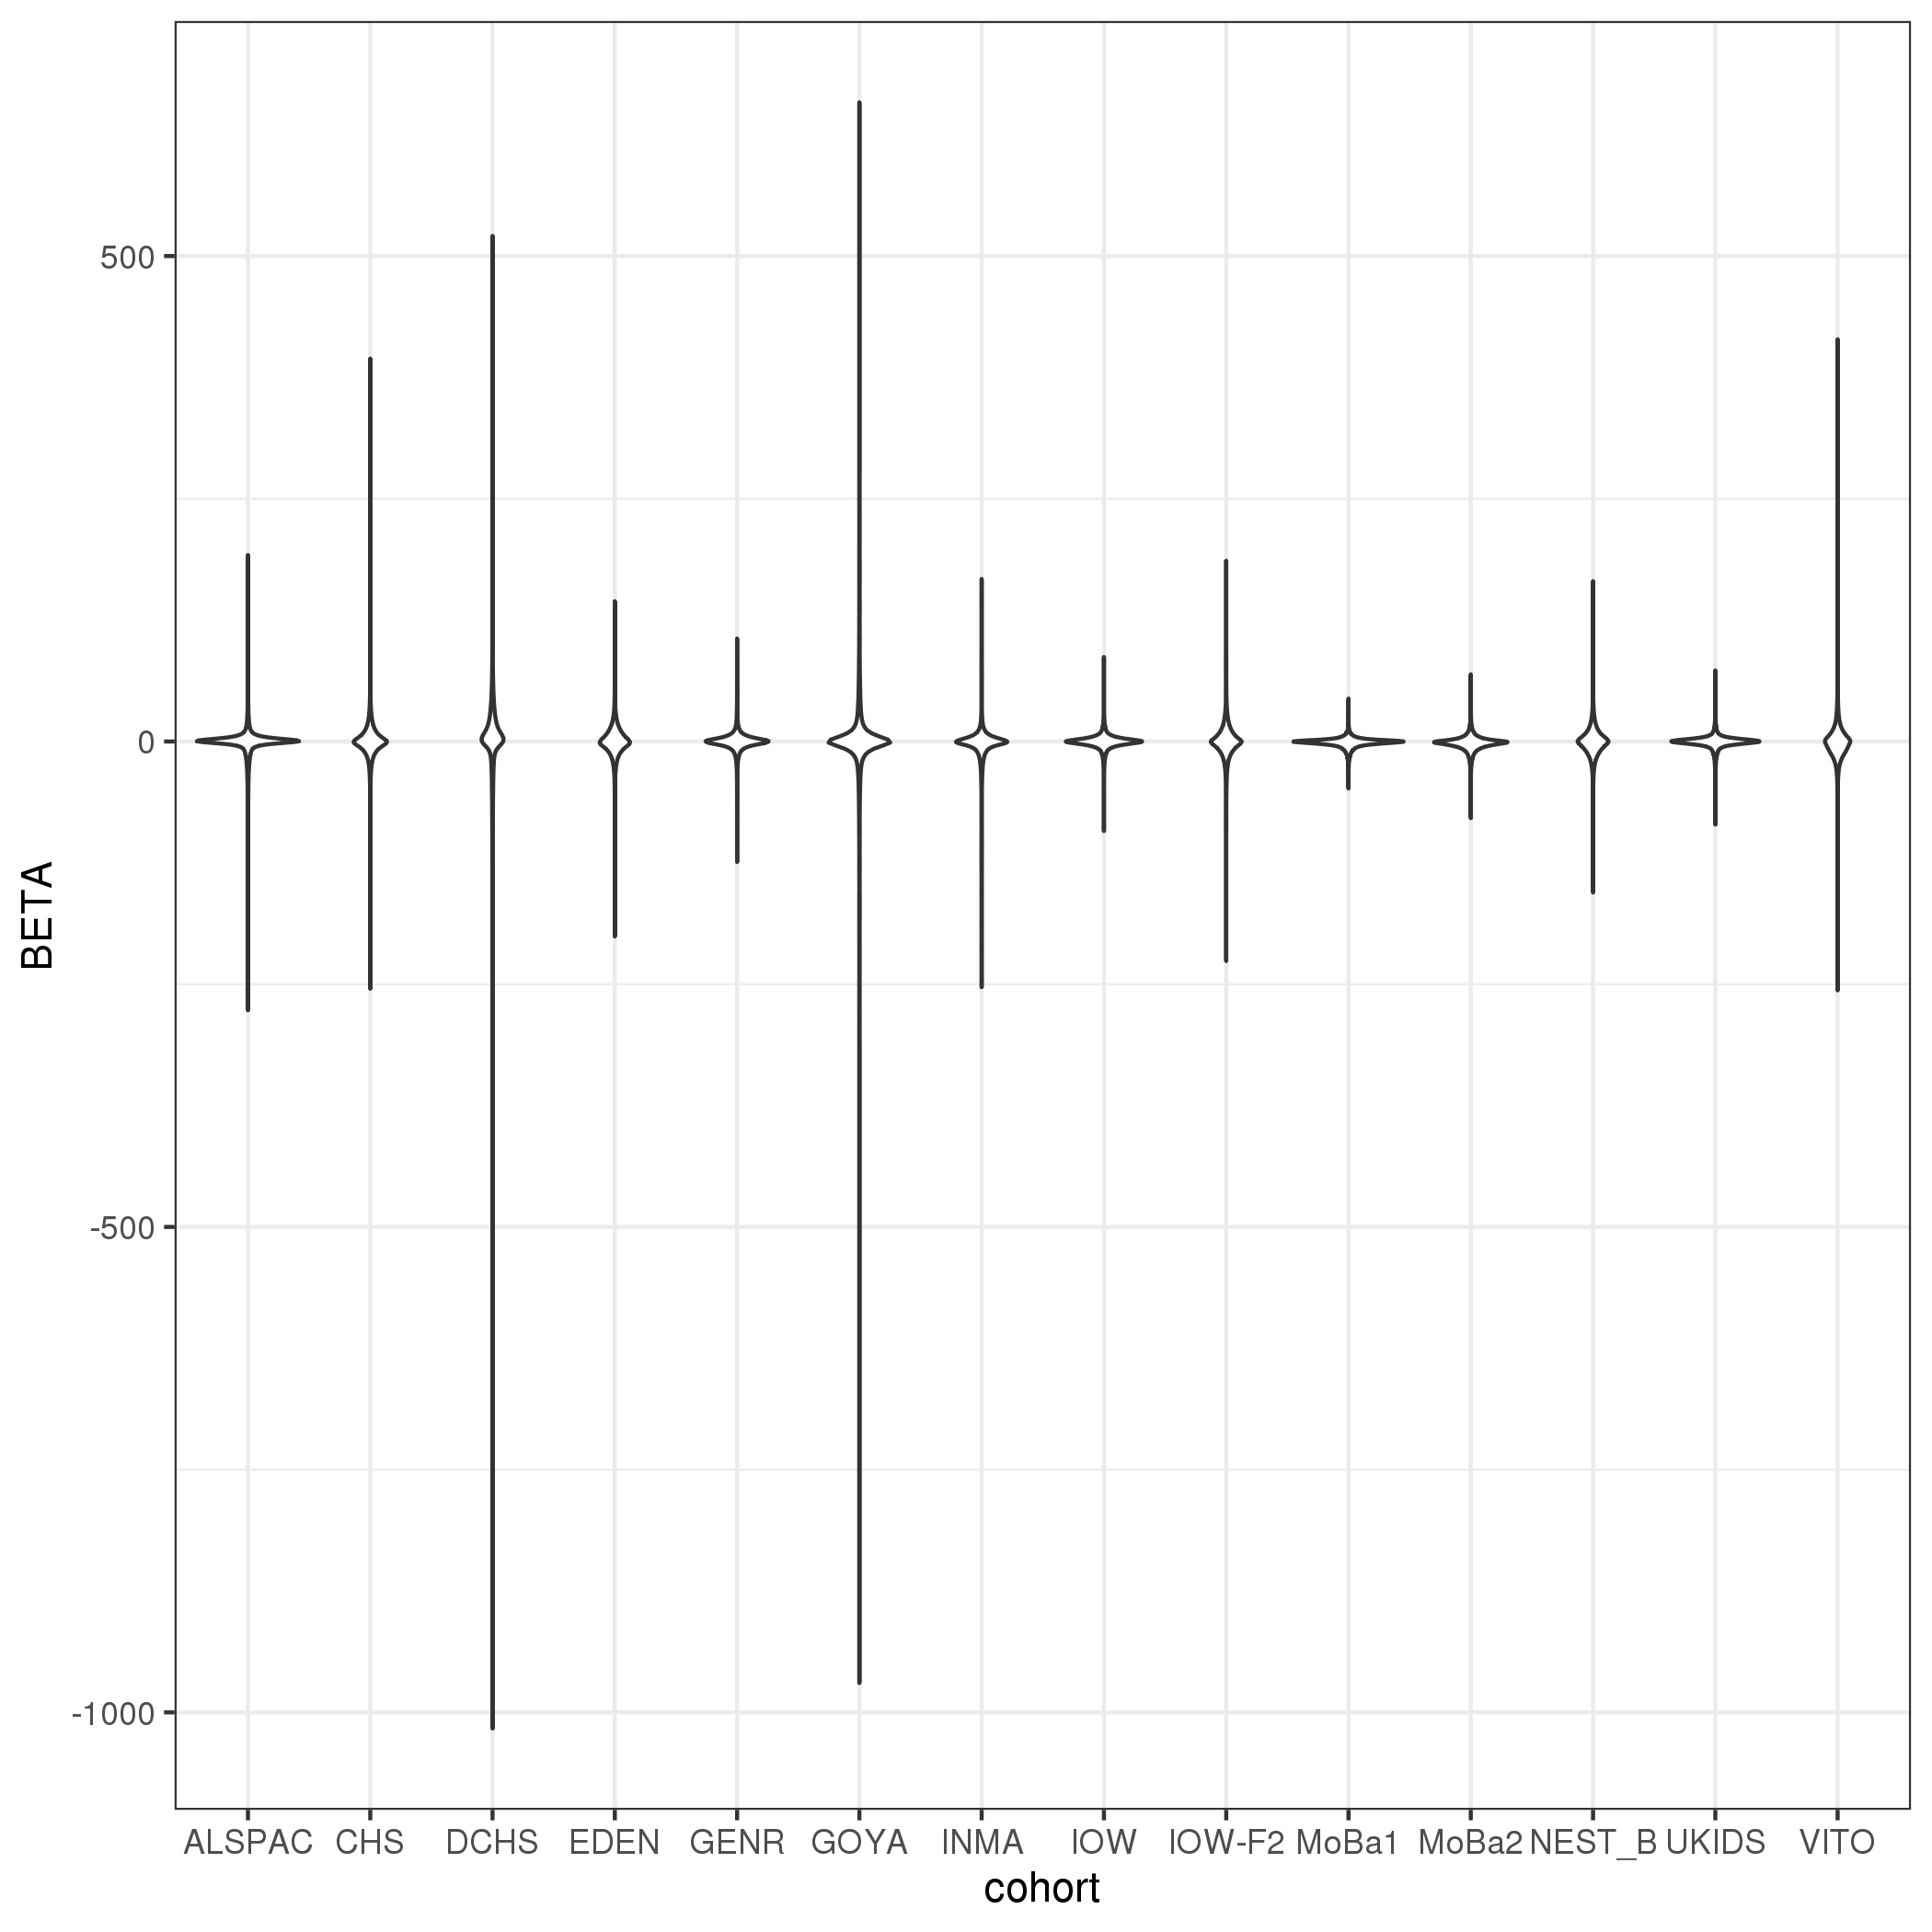 BETA
500
0
-500
-1000
ALSPAC CHS DCHS EDEN GENR GOYA INMA IOW IOW-F2 MoBa1 MoBa2 NEST_B UKIDS VITO
cohort